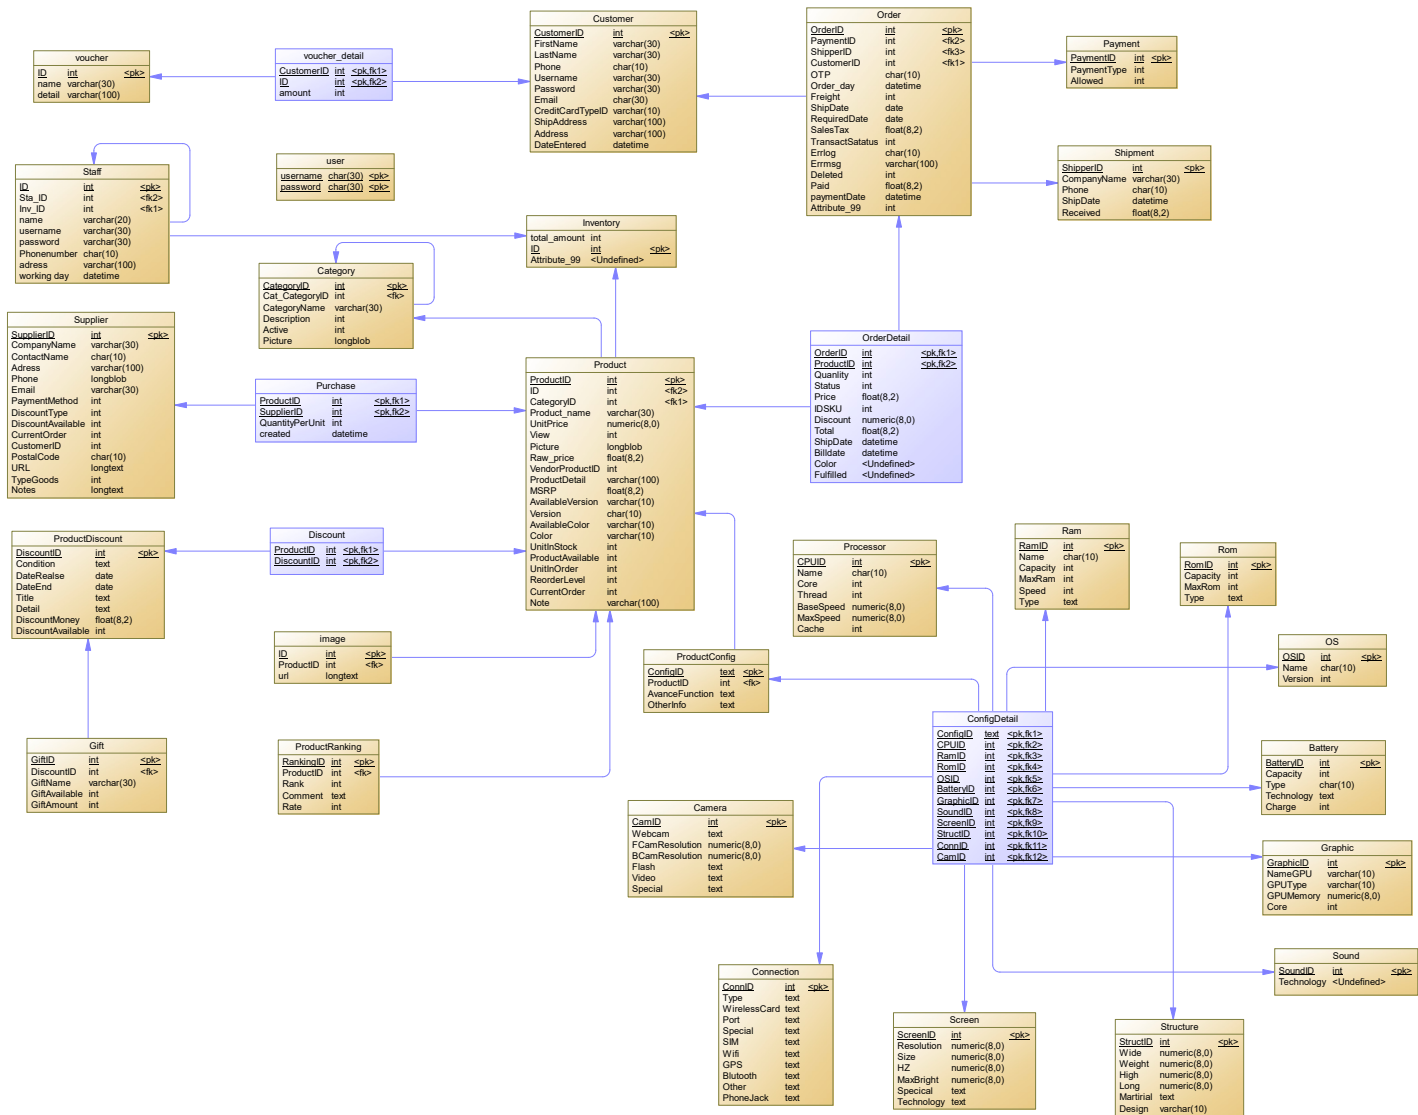 voucher
ID int <pk>
name varchar(30)
detail varchar(100)
voucher_detail
CustomerID int <pk,fk1>
ID int <pk,fk2>
amount int
Customer
CustomerID int <pk>
FirstName varchar(30)
LastName varchar(30)
Phone char(10)
Username varchar(30)
Password varchar(30)
Email char(30)
CreditCardTypeID varchar(10)
ShipAddress varchar(100)
Address varchar(100)
DateEntered datetime
Order
OrderID int <pk>
PaymentID int <fk2>
ShipperID int <fk3>
CustomerID int <fk1>
OTP char(10)
Order_day datetime
Freight int
ShipDate date
RequiredDate date
SalesTax float(8,2)
TransactSatatus int
Errlog char(10)
Errmsg varchar(100)
Deleted int
Paid float(8,2)
paymentDate datetime
Attribute_99 int
Payment
PaymentID int <pk>
PaymentType int
Allowed int
Shipment
ShipperID int <pk>
CompanyName varchar(30)
Phone char(10)
ShipDate datetime
Received float(8,2)
Staff
ID int <pk>
Sta_ID int <fk2>
Inv_ID int <fk1>
name varchar(20)
username varchar(30)
password varchar(30)
Phonenumber char(10)
adress varchar(100)
working day datetime
user
username char(30) <pk>
password char(30) <pk>
Inventory
total_amount int
ID int <pk>
Attribute_99 <Undefined>
Category
CategoryID int <pk>
Cat_CategoryID int <fk>
CategoryName varchar(30)
Description int
Active int
Picture longblob
Supplier
SupplierID int <pk>
CompanyName varchar(30)
ContactName char(10)
Adress varchar(100)
Phone longblob
Email varchar(30)
PaymentMethod int
DiscountType int
DiscountAvailable int
CurrentOrder int
CustomerID int
PostalCode char(10)
URL longtext
TypeGoods int
Notes longtext
Purchase
ProductID int <pk,fk1>
SupplierID int <pk,fk2>
QuantityPerUnit int
created datetime
Product
ProductID int <pk>
ID int <fk2>
CategoryID int <fk1>
Product_name varchar(30)
UnitPrice numeric(8,0)
View int
Picture longblob
Raw_price float(8,2)
VendorProductID int
ProductDetail varchar(100)
MSRP float(8,2)
AvailableVersion varchar(10)
Version char(10)
AvailableColor varchar(10)
Color varchar(10)
UnitInStock int
ProductAvailable int
UnitInOrder int
ReorderLevel int
CurrentOrder int
Note varchar(100)
OrderDetail
OrderID int <pk,fk1>
ProductID int <pk,fk2>
Quanlity int
Status int
Price float(8,2)
IDSKU int
Discount numeric(8,0)
Total float(8,2)
ShipDate datetime
Billdate datetime
Color <Undefined>
Fulfilled <Undefined>
ProductDiscount
DiscountID int <pk>
Condition text
DateRealse date
DateEnd date
Title text
Detail text
DiscountMoney float(8,2)
DiscountAvailable int
Discount
ProductID int <pk,fk1>
DiscountID int <pk,fk2>
image
ID int <pk>
ProductID int <fk>
url longtext
Gift
GiftID int <pk>
DiscountID int <fk>
GiftName varchar(30)
GiftAvailable int
GiftAmount int
ProductRanking
RankingID int <pk>
ProductID int <fk>
Rank int
Comment text
Rate int
Processor
CPUID int <pk>
Name char(10)
Core int
Thread int
BaseSpeed numeric(8,0)
MaxSpeed numeric(8,0)
Cache int
Ram
RamID int <pk>
Name char(10)
Capacity int
MaxRam int
Speed int
Type text
Rom
RomID int <pk>
Capacity int
MaxRom int
Type text
OS
OSID int <pk>
Name char(10)
Version int
ProductConfig
ConfigID text <pk>
ProductID int <fk>
AvanceFunction text
OtherInfo text
ConfigDetail
ConfigID text <pk,fk1>
CPUID int <pk,fk2>
RamID int <pk,fk3>
RomID int <pk,fk4>
OSID int <pk,fk5>
BatteryID int <pk,fk6>
GraphicID int <pk,fk7>
SoundID int <pk,fk8>
ScreenID int <pk,fk9>
StructID int <pk,fk10>
ConnID int <pk,fk11>
CamID int <pk,fk12>
Battery
BatteryID int <pk>
Capacity int
Type char(10)
Technology text
Charge int
Camera
CamID int <pk>
Webcam text
FCamResolution numeric(8,0)
BCamResolution numeric(8,0)
Flash text
Video text
Special text
Graphic
GraphicID int <pk>
NameGPU varchar(10)
GPUType varchar(10)
GPUMemory numeric(8,0)
Core int
Sound
SoundID int <pk>
Technology <Undefined>
Connection
ConnID int <pk>
Type text
WirelessCard text
Port text
Special text
SIM text
Wifi text
GPS text
Blutooth text
Other text
PhoneJack text
Screen
ScreenID int <pk>
Resolution numeric(8,0)
Size numeric(8,0)
HZ numeric(8,0)
MaxBright numeric(8,0)
Specical text
Technology text
Structure
StructID int <pk>
Wide numeric(8,0)
Weight numeric(8,0)
High numeric(8,0)
Long numeric(8,0)
Martirial text
Design varchar(10)